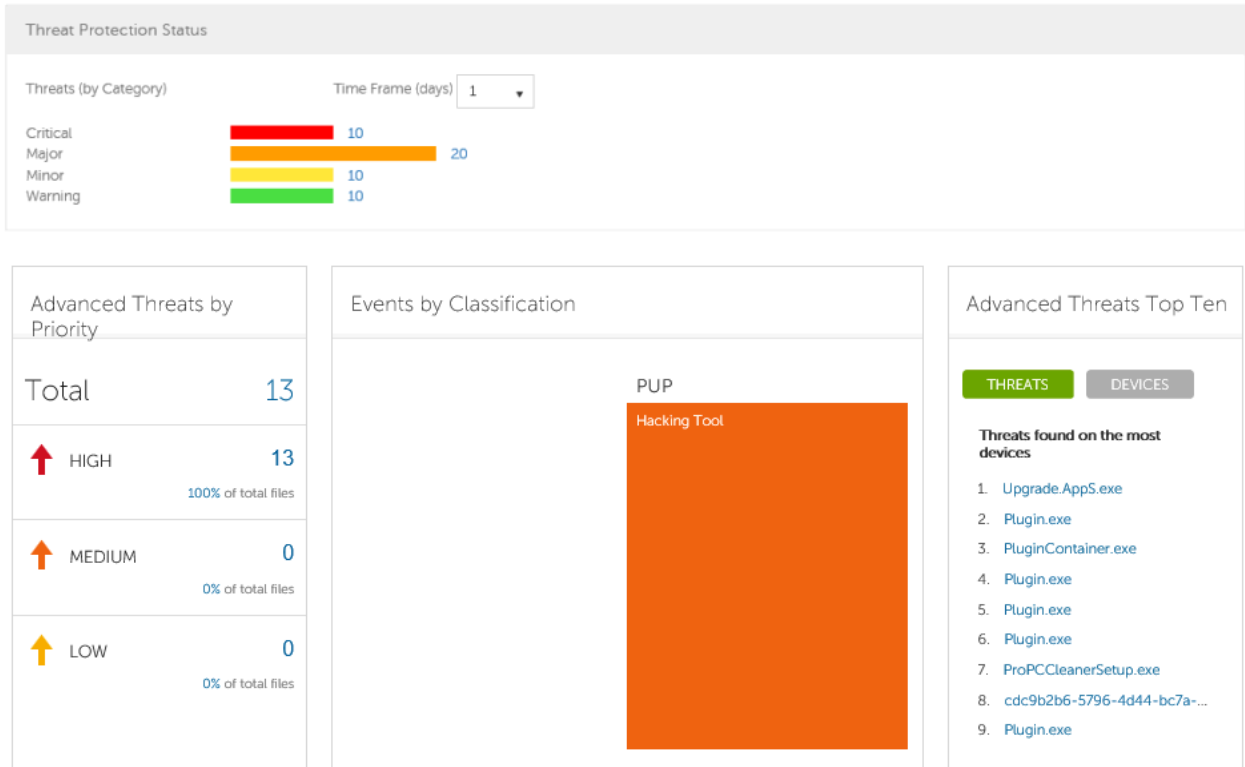 Threat Protection Status
Threats (by Category)
Time Frame (days) 1
Critical 10
Major 20
Minor 10
Warning 10
Advanced Threats by
Priority
Total 13
HIGH 13
100% of total files
MEDIUM 0
0% of total files
LOW 0
0% of total files
Events by Classification
PUP
Hacking Tool
Advanced Threats Top Ten
THREATS DEVICES
Threats found on the most
devices
1. Upgrade.AppS.exe
2. Plugin.exe
3. PluginContainer.exe
4. Plugin.exe
5. Plugin.exe
6. Plugin.exe
7. ProPCCleanerSetup.exe
8. cdc9b2b6-5796-4d44-bc7a-...
9. Plugin.exe